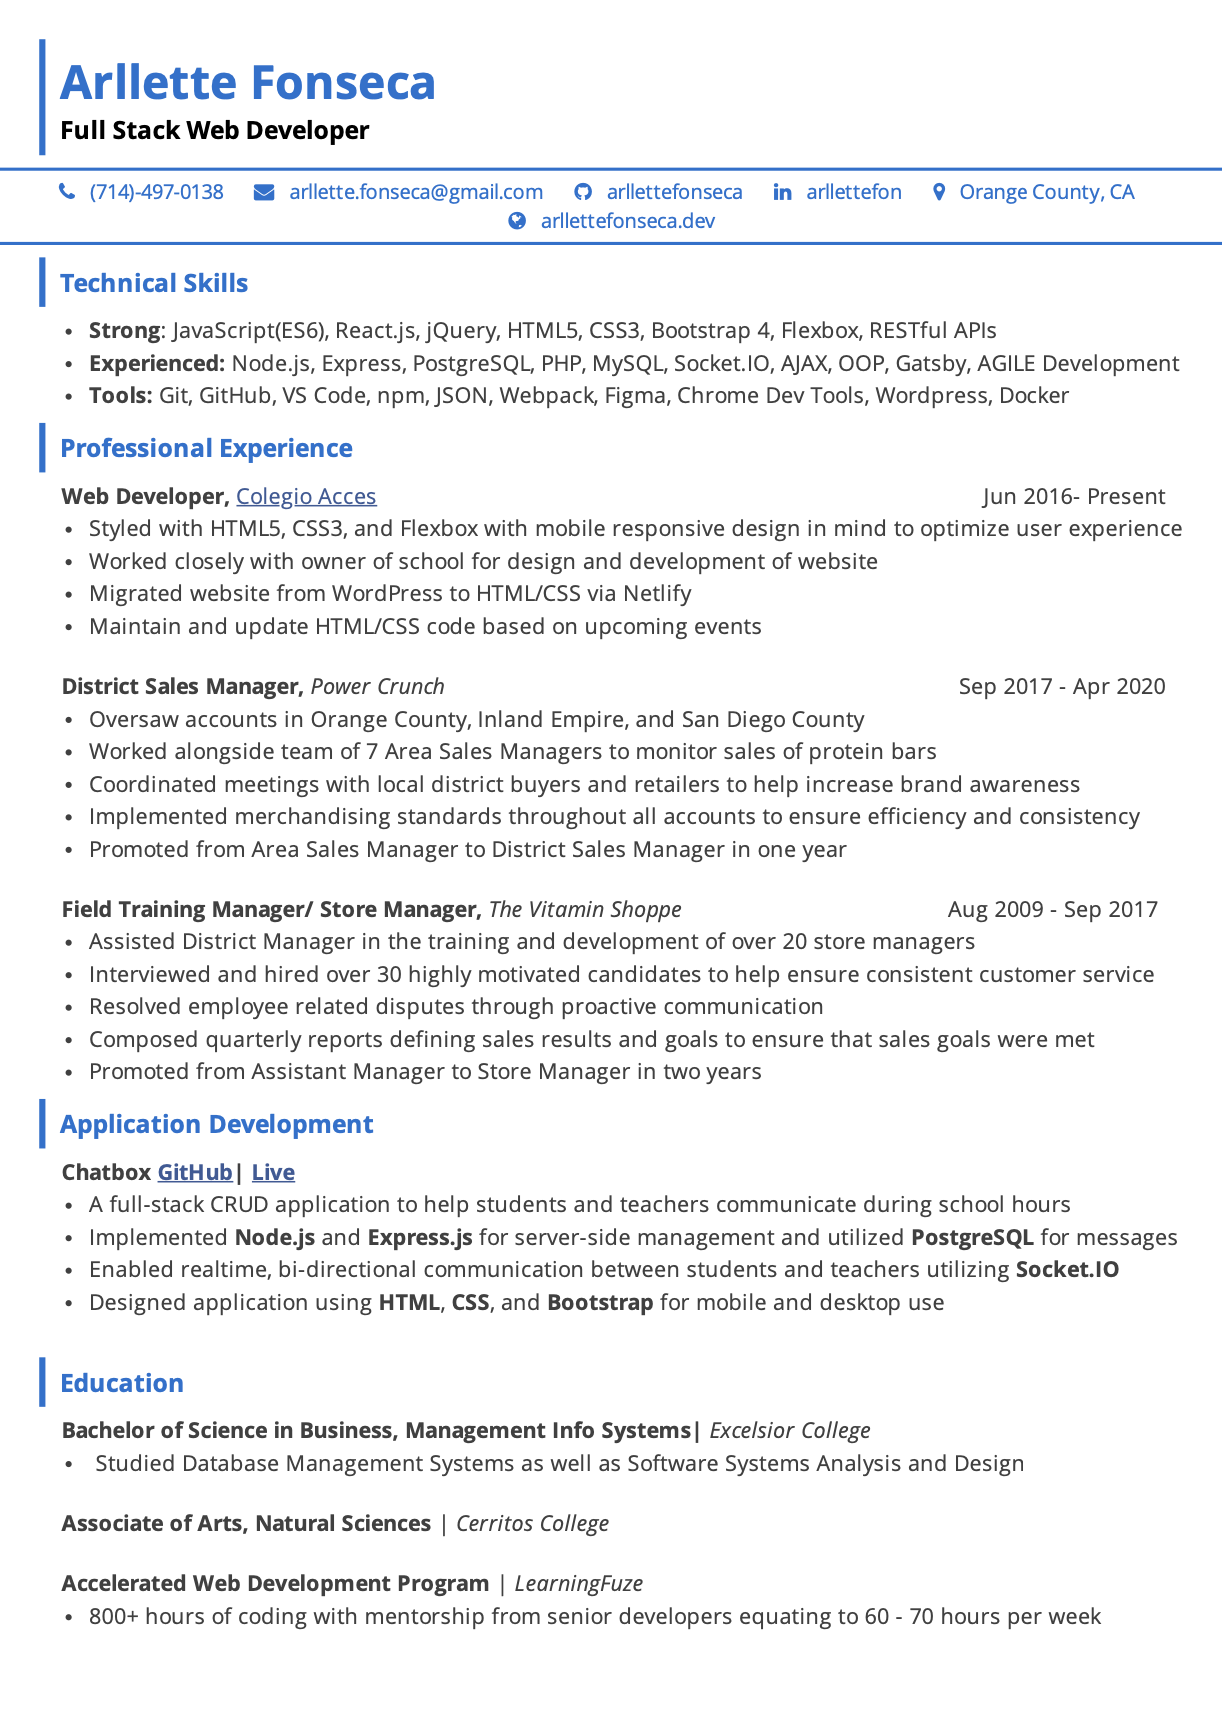 Arllette Fonseca
Full Stack Web Developer
(714)-497-0138 arllette.fonseca@gmail.com arllettefonseca arllettefon Orange County, CA
arllettefonseca.dev
Technical Skills
• Strong: JavaScript(ES6), React.js, jQuery, HTML5, CSS3, Bootstrap 4, Flexbox, RESTful APIs
• Experienced: Node.js, Express, PostgreSQL, PHP, MySQL, Socket.IO, AJAX, OOP, Gatsby, AGILE Development
• Tools: Git, GitHub, VS Code, npm, JSON, Webpack, Figma, Chrome Dev Tools, Wordpress, Docker
Professional Experience
Web Developer, Colegio Acces Jun 2016- Present
• Styled with HTML5, CSS3, and Flexbox with mobile responsive design in mind to optimize user experience
• Worked closely with owner of school for design and development of website
• Migrated website from WordPress to HTML/CSS via Netlify
• Maintain and update HTML/CSS code based on upcoming events
District Sales Manager, Power Crunch Sep 2017 - Apr 2020
• Oversaw accounts in Orange County, Inland Empire, and San Diego County
• Worked alongside team of 7 Area Sales Managers to monitor sales of protein bars
• Coordinated meetings with local district buyers and retailers to help increase brand awareness
• Implemented merchandising standards throughout all accounts to ensure efficiency and consistency
• Promoted from Area Sales Manager to District Sales Manager in one year
Field Training Manager/ Store Manager, The Vitamin Shoppe Aug 2009 - Sep 2017
• Assisted District Manager in the training and development of over 20 store managers
• Interviewed and hired over 30 highly motivated candidates to help ensure consistent customer service
• Resolved employee related disputes through proactive communication
• Composed quarterly reports defining sales results and goals to ensure that sales goals were met
• Promoted from Assistant Manager to Store Manager in two years
Application Development
Chatbox GitHub| Live
• A full-stack CRUD application to help students and teachers communicate during school hours
• Implemented Node.js and Express.js for server-side management and utilized PostgreSQL for messages
• Enabled realtime, bi-directional communication between students and teachers utilizing Socket.IO
• Designed application using HTML, CSS, and Bootstrap for mobile and desktop use
Education
Bachelor of Science in Business, Management Info Systems| Excelsior College
• Studied Database Management Systems as well as Software Systems Analysis and Design
Associate of Arts, Natural Sciences | Cerritos College
Accelerated Web Development Program | LearningFuze
• 800+ hours of coding with mentorship from senior developers equating to 60 - 70 hours per week